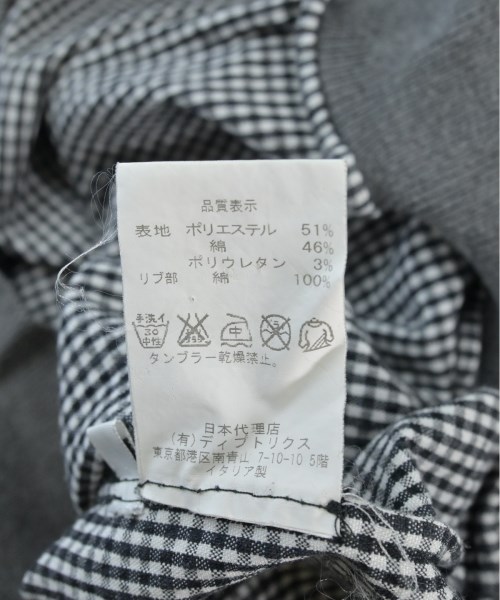 品質表示
表地 ポリエステル 51%
綿 46%
ポリウレタン 3%
リブ部 綿 100%
手洗イ
30
中性
中
タンブラー乾燥禁止。
日本代理店
(有)ディプトリクス
東京都港区南青山 7-10-10 5階
イタリア製